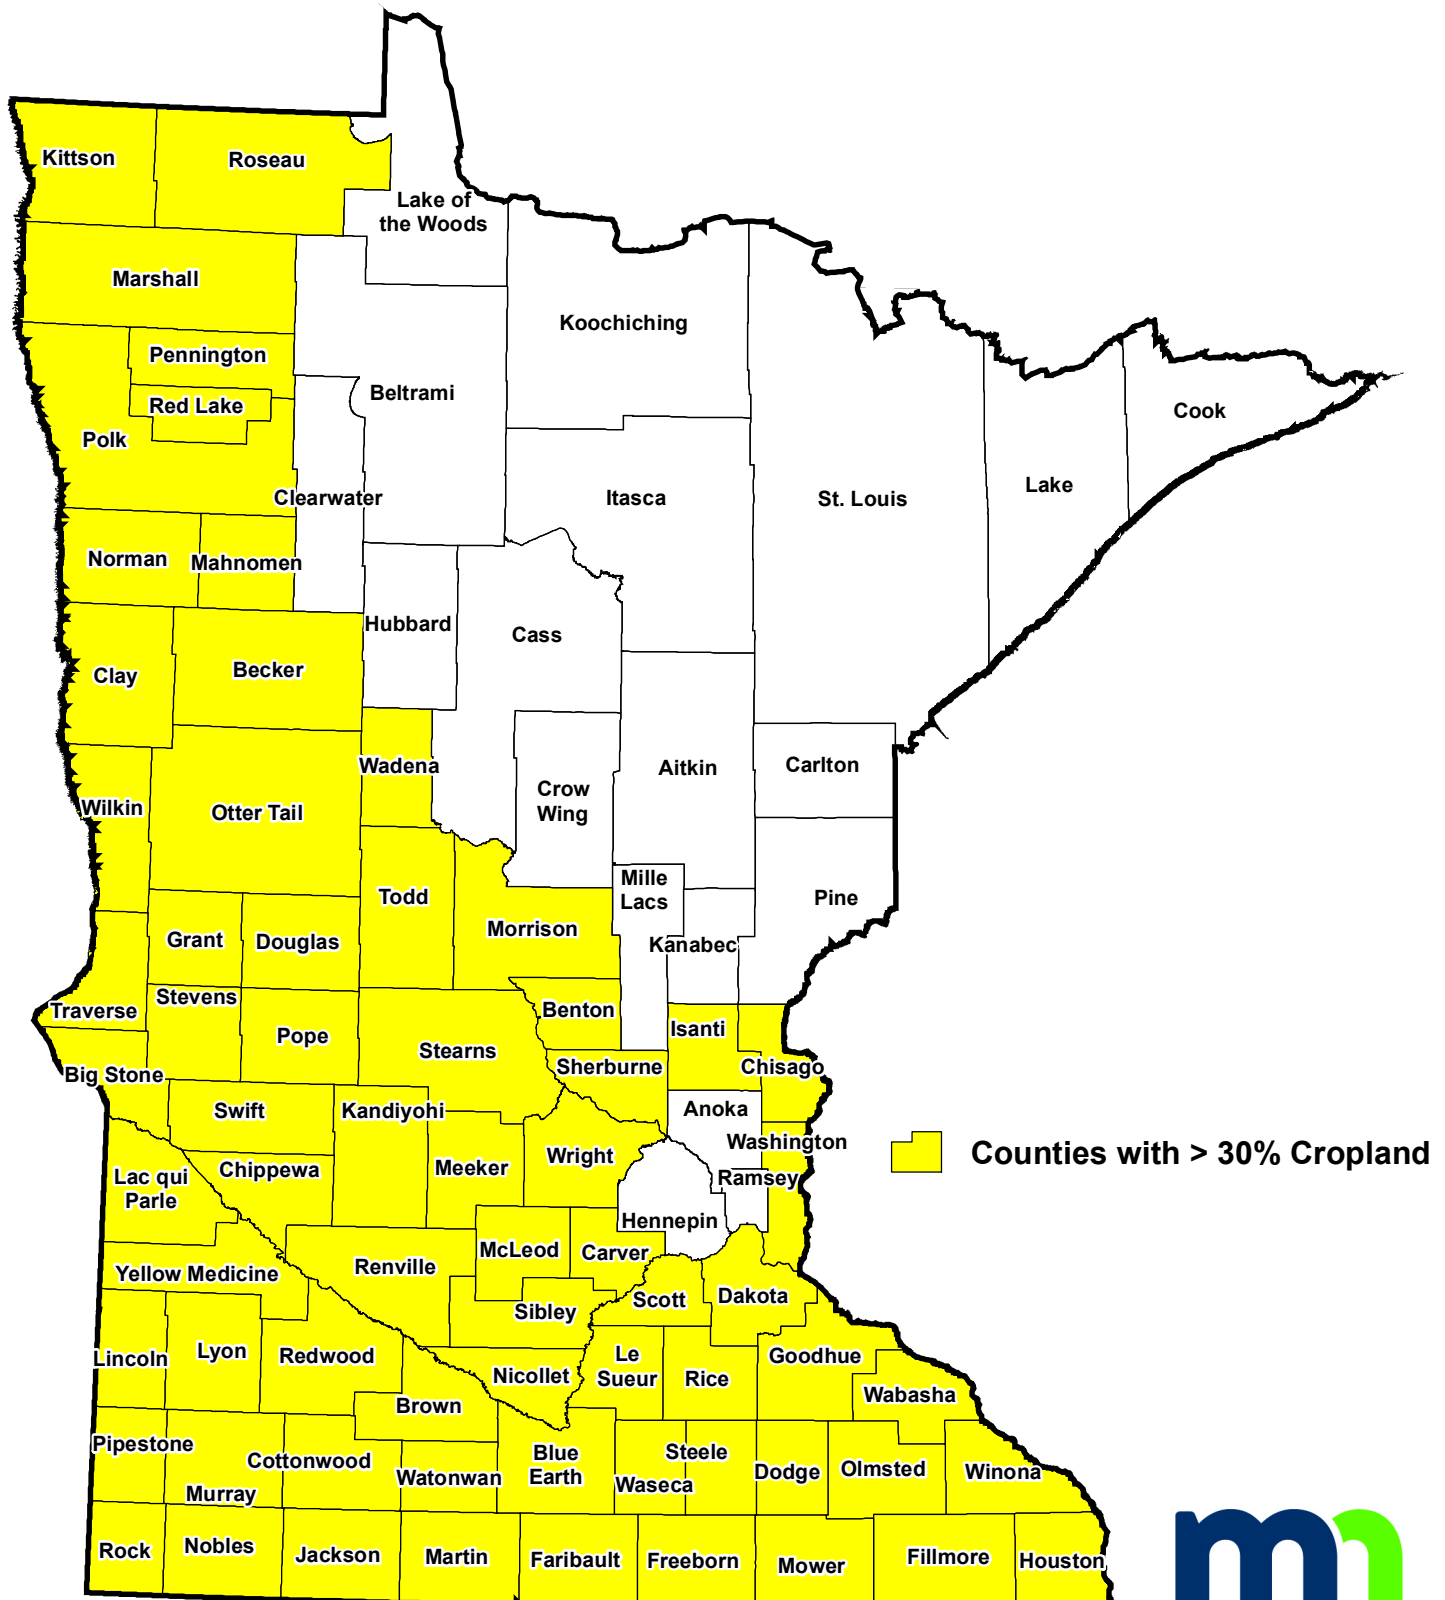 Kittson
Roseau
Lake of
the Woods
Marshall
Koochiching
Pennington
Beltrami
Red Lake
Cook
Polk
Lake
Clearwater
Itasca
St. Louis
Norman
Mahnomen
Hubbard
Cass
Clay
Becker
Wadena
Aitkin
Carlton
Crow
Wing
Wilkin
Otter Tail
Mille
Lacs
Todd
Pine
Morrison
Grant
Douglas
Kanabec
Stevens
Traverse
Benton
Isanti
Pope
Stearns
Sherburne
Chisago
Big Stone
Swift
Kandiyohi
Anoka
Washington
Counties with > 30% Cropland
Wright
Meeker
Chippewa
Lac qui
Parle
Ramsey
Hennepin
McLeod
Carver
Renville
Yellow Medicine
Dakota
Scott
Sibley
Lyon
Lincoln
Redwood
Le
Sueur
Goodhue
Nicollet
Rice
Wabasha
Brown
Pipestone
Cottonwood
Blue
Earth
Steele
Watonwan
Waseca
Dodge
Olmsted
Winona
Murray
Rock
Nobles
Jackson
Martin
Faribault
Freeborn
Mower
Fillmore
Houston
mn